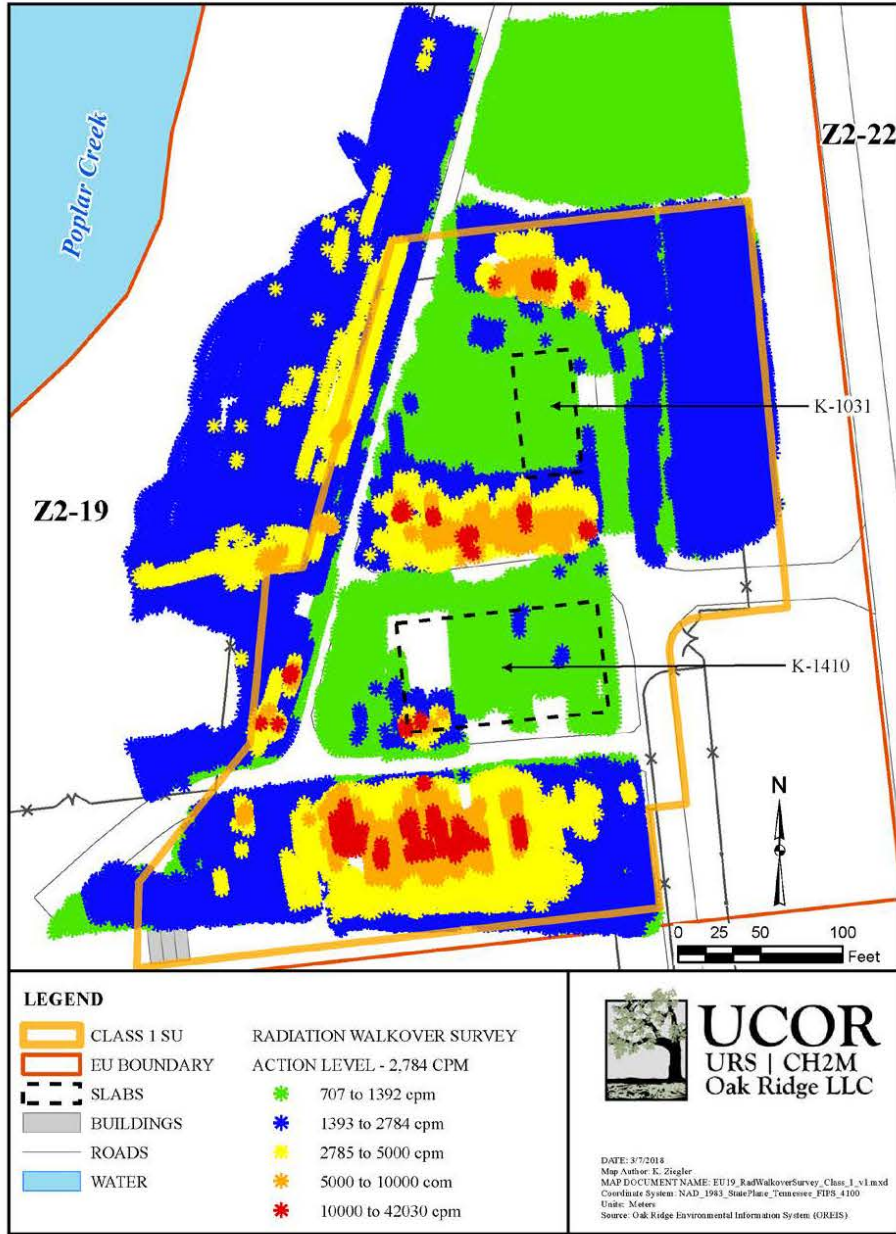 Poplar Creek
Z2-22
K-1031
Z2-19
K-1410
N
0 25 50 100
Feet
LEGEND
CLASS 1 SU
EU BOUNDARY
SLABS
BUILDINGS
ROADS
WATER
RADIATION WALKOVER SURVEY
ACTION LEVEL - 2,784 CPM
707 to 1392 cpm
1393 to 2784 cpm
2785 to 5000 cpm
5000 to 10000 com
10000 to 42030 cpm
UCOR
URS | CH2M
Oak Ridge LLC
DATE: 3/7/2018
Map Author: K. Ziegler
MAP DOCUMENT NAME: EU19_RadWalkoverSurvey_Class_1_v1.mxd
Coordinate System: NAD_1983_StatePlane_Tennessee_FIPS_4100
Units: Meters
Source: Oak Ridge Environmental Information System (OREIS)